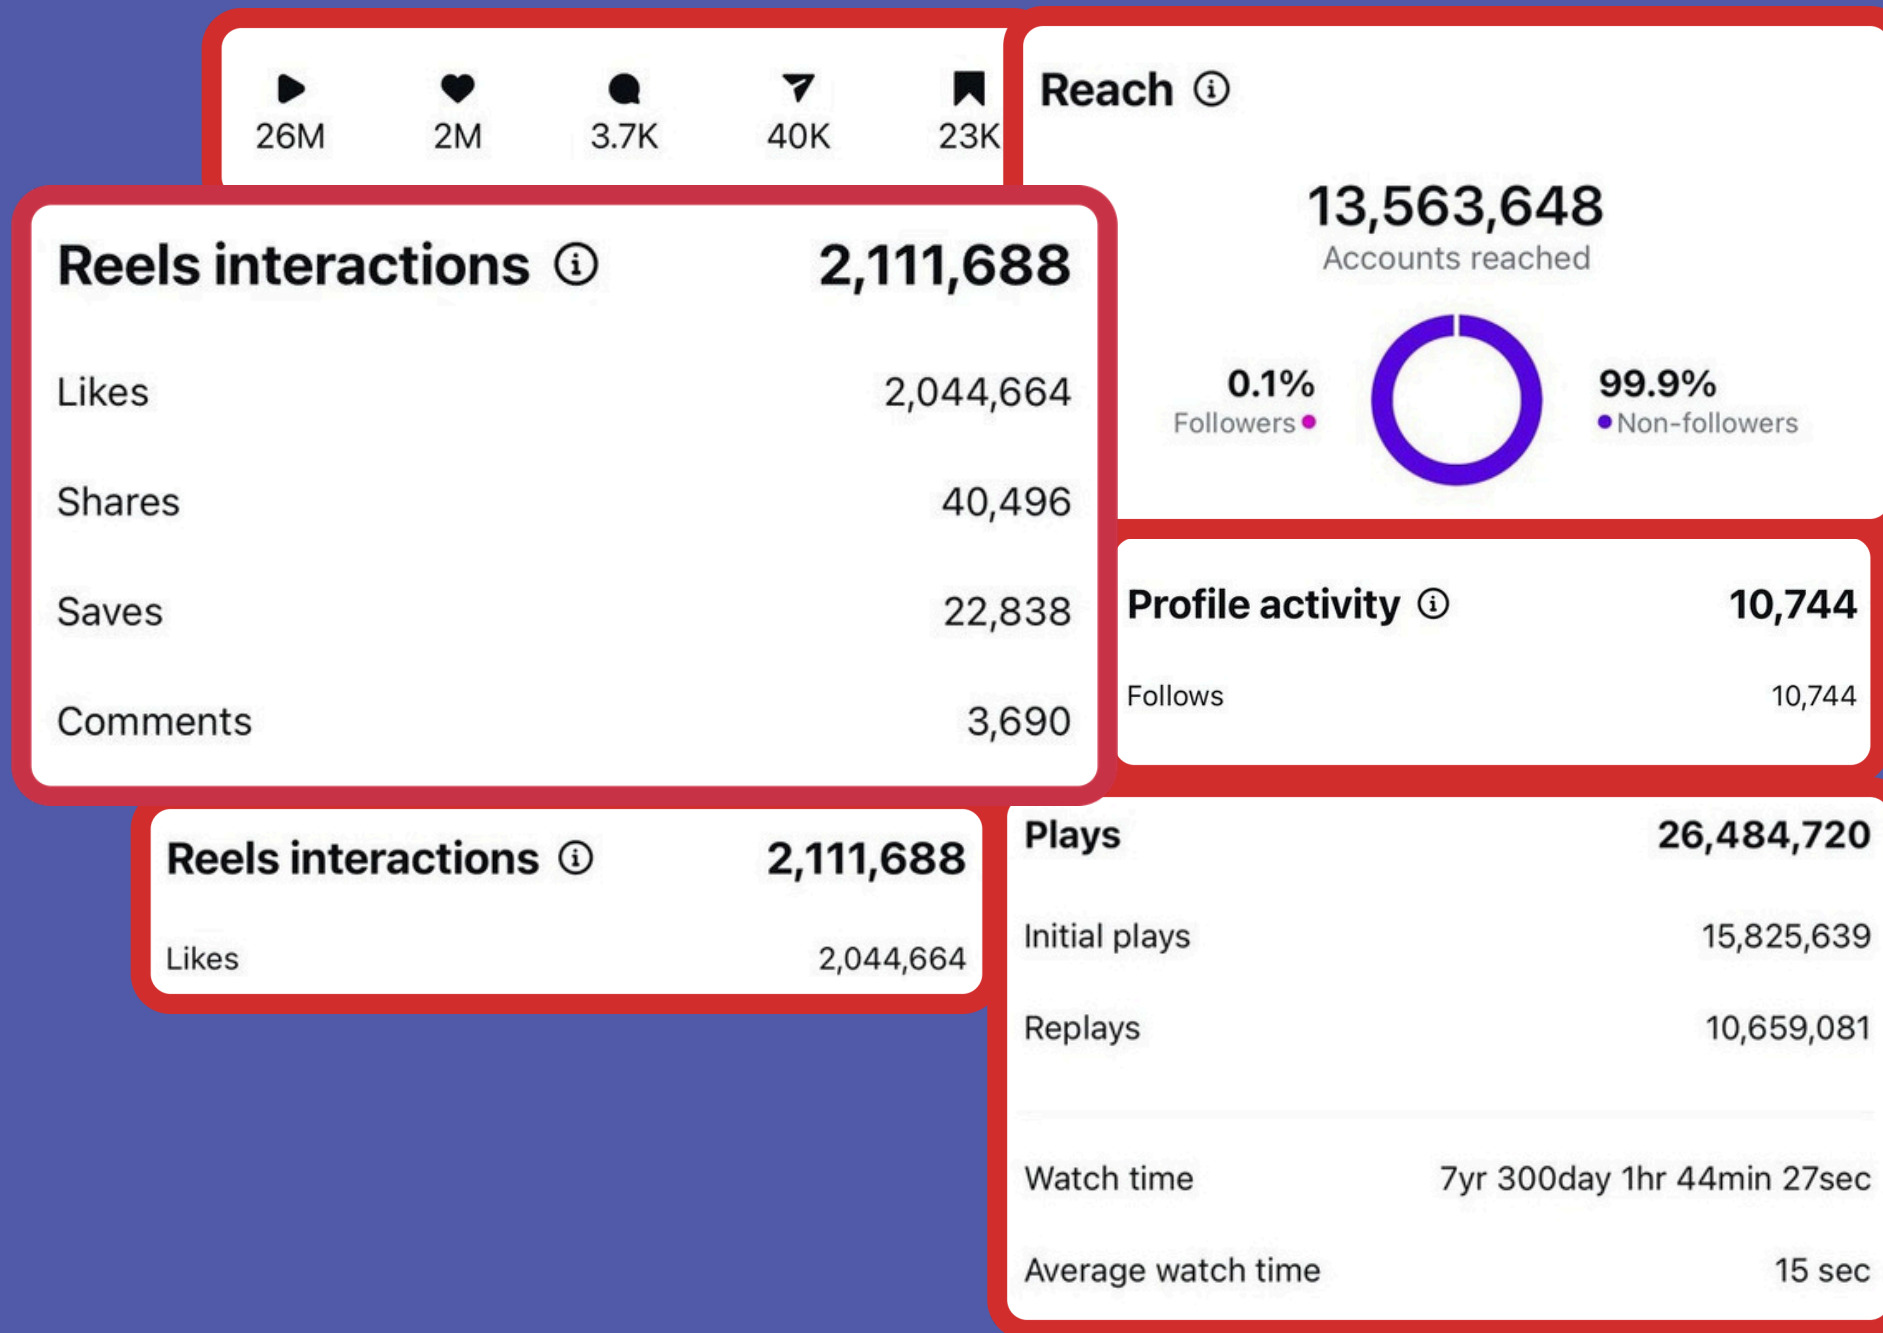 26M 2M 3.7K 40K 23K
Reels interactions 2,111,688
Likes 2,044,664
Shares 40,496
Saves 22,838
Comments 3,690
Reach
13,563,648
Accounts reached
0.1% 99.9%
Followers Non-followers
Profile activity 10,744
Follows 10,744
Reels interactions 2,111,688
Likes 2,044,664
Plays 26,484,720
Initial plays 15,825,639
Replays 10,659,081
Watch time 7yr 300day 1hr 44min 27sec
Average watch time 15 sec